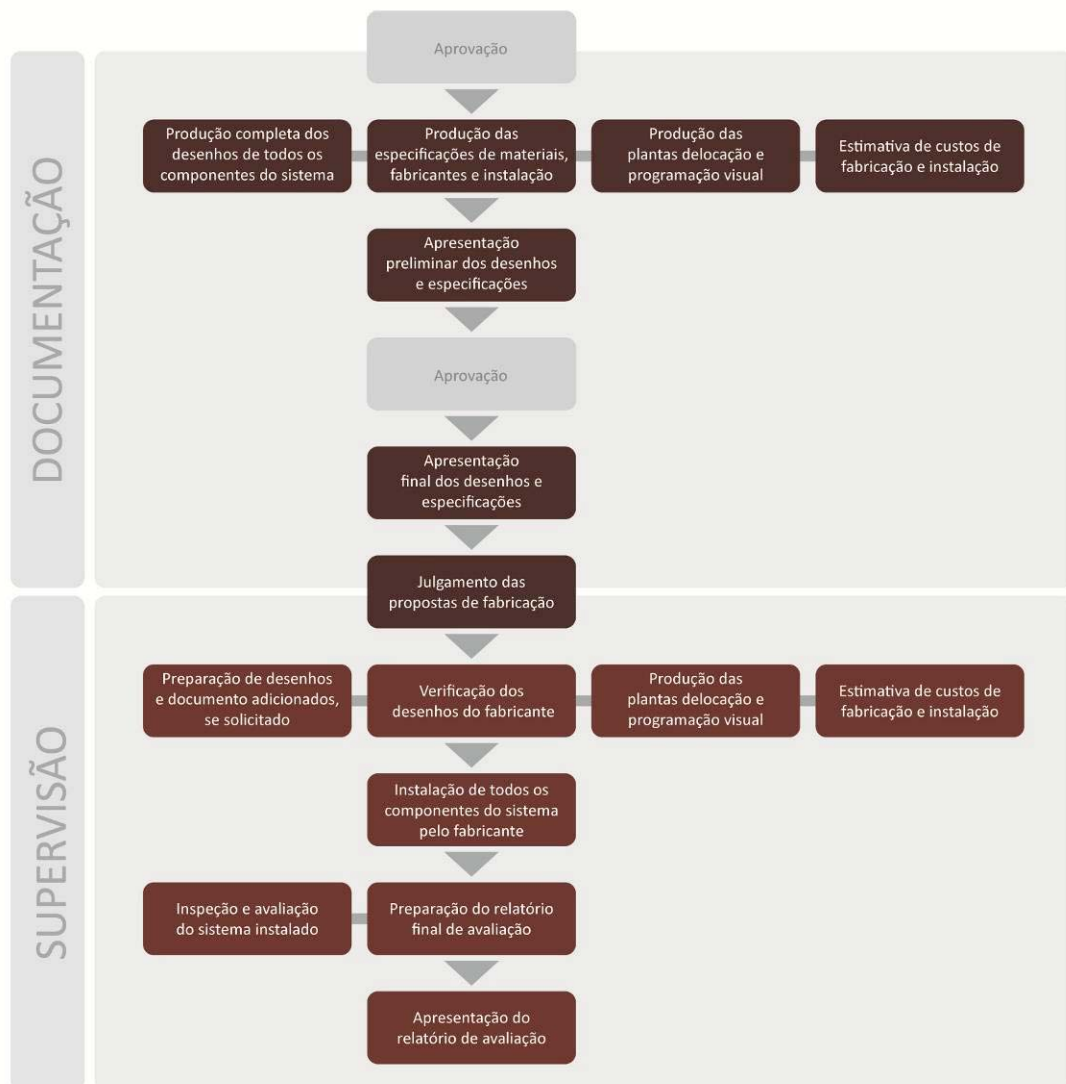 Aprovação
DOCUMENTAÇÃO
Produção completa dos
desenhos de todos os
componentes do sistema
Produção das
especificações de materiais,
fabricantes e instalação
Produção das
plantas delocação e
programação visual
Estimativa de custos de
fabricação e instalação
Apresentação
preliminar dos desenhos
e especificações
Aprovação
Apresentação
final dos desenhos e
especificações
Julgamento das
propostas de fabricação
SUPERVISÃO
Preparação de desenhos
e documento adicionados,
se solicitado
Verificação dos
desenhos do fabricante
Produção das
plantas delocação e
programação visual
Estimativa de custos de
fabricação e instalação
Instalação de todos os
componentes do sistema
pelo fabricante
Inspeção e avaliação
do sistema instalado
Preparação do relatório
final de avaliação
Apresentação do
relatório de avaliação